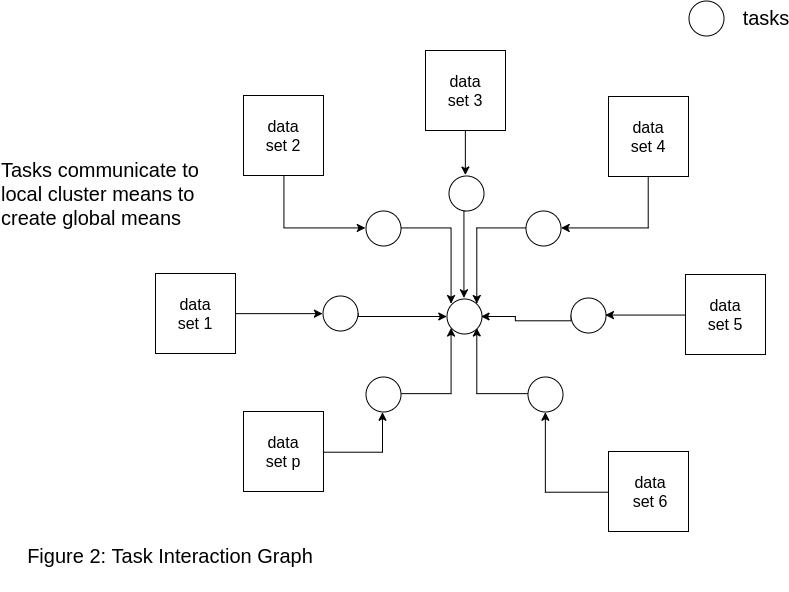 tasks
data
set 3
data
set 2
data
set 4
Tasks communicate to
local cluster means to
create global means
data
set 1
data
set 5
data
set p
data
set 6
Figure 2: Task Interaction Graph